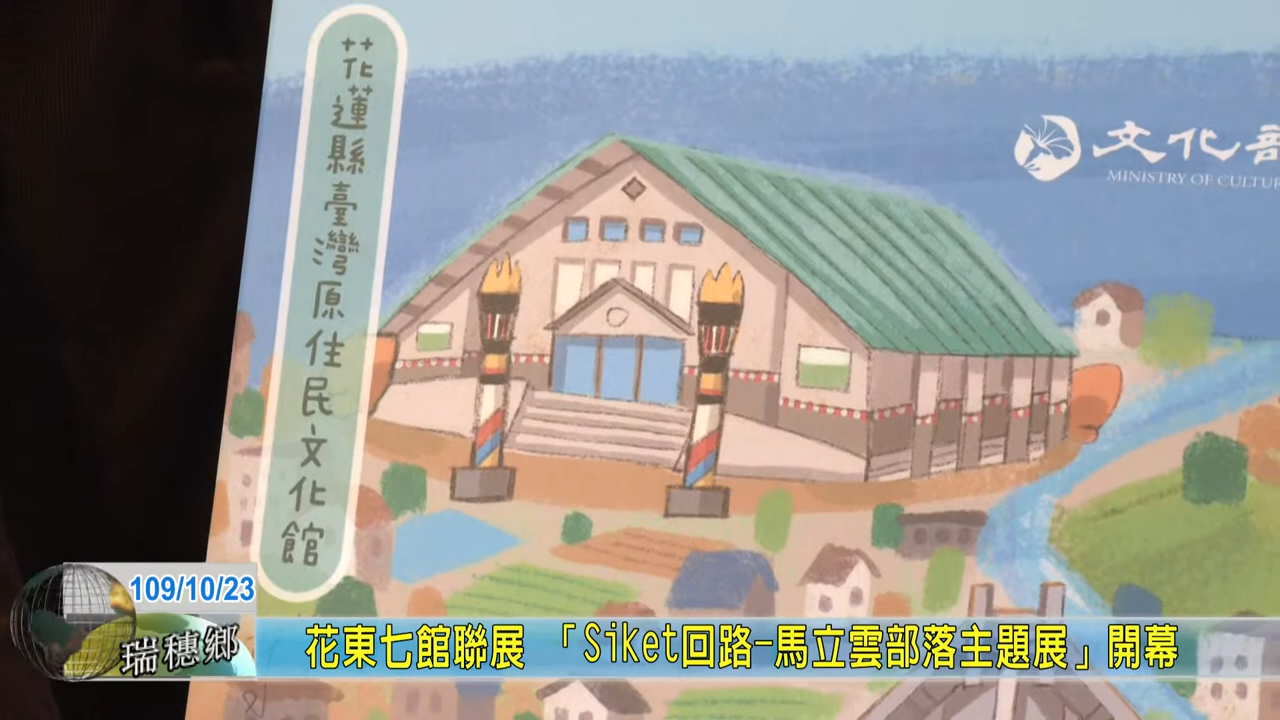 花蓮縣臺灣原住民文化館
文化部
MINISTRY OF CULTUR
109/10/23
瑞穗鄉
花東七館聯展 「Siket回路-馬立雲部落主題展」開幕